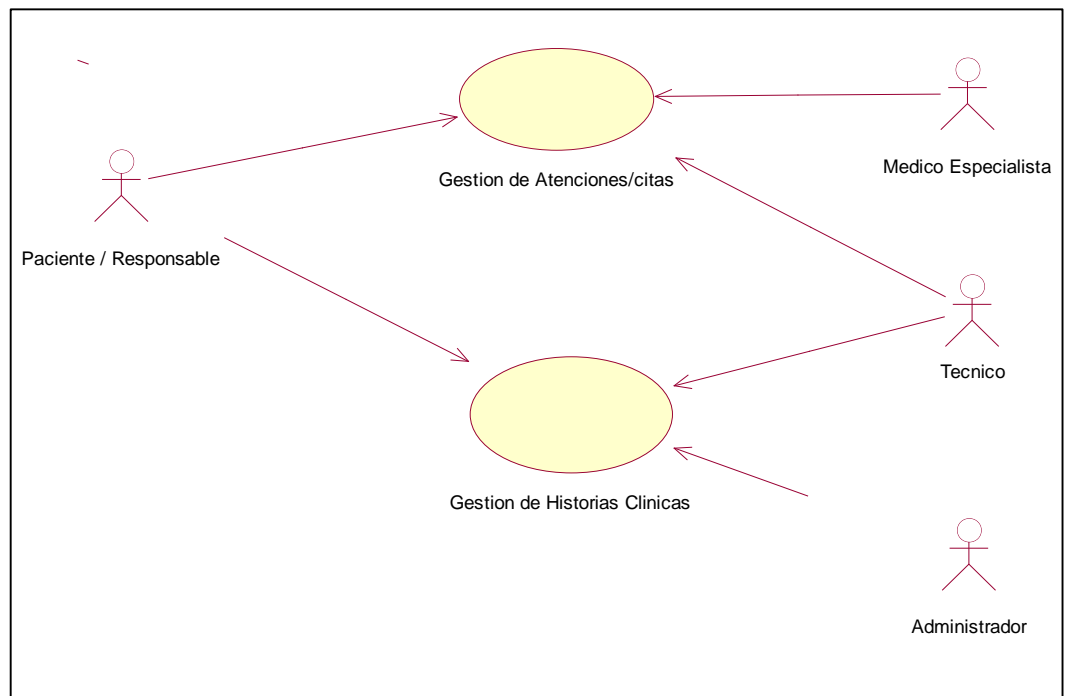 Medico Especialista
Gestion de Atenciones/citas
Paciente / Responsable
Tecnico
Gestion de Historias Clinicas
Administrador